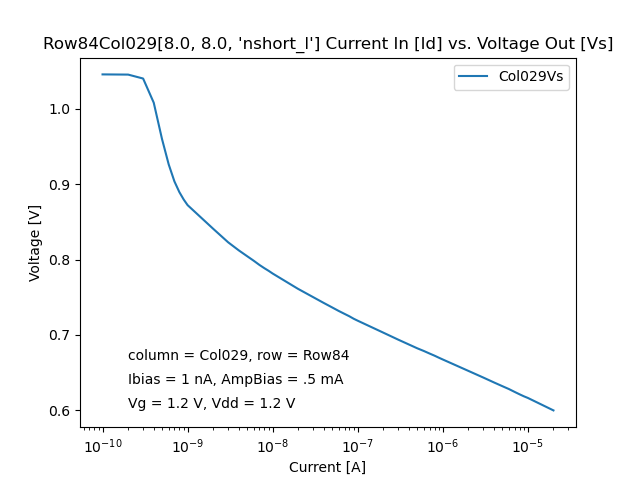 Row84Col029[8.0, 8.0, 'nshort_l'] Current In [Id] vs. Voltage Out [Vs]
Col029Vs
Voltage [V]
1.0
0.9
0.8
0.7
0.6
column = Col029, row = Row84
Ibias = 1 nA, AmpBias = .5 mA
Vg = 1.2 V, Vdd = 1.2 V
10⁻¹⁰ 10⁻⁹ 10⁻⁸ 10⁻⁷ 10⁻⁶ 10⁻⁵
Current [A]